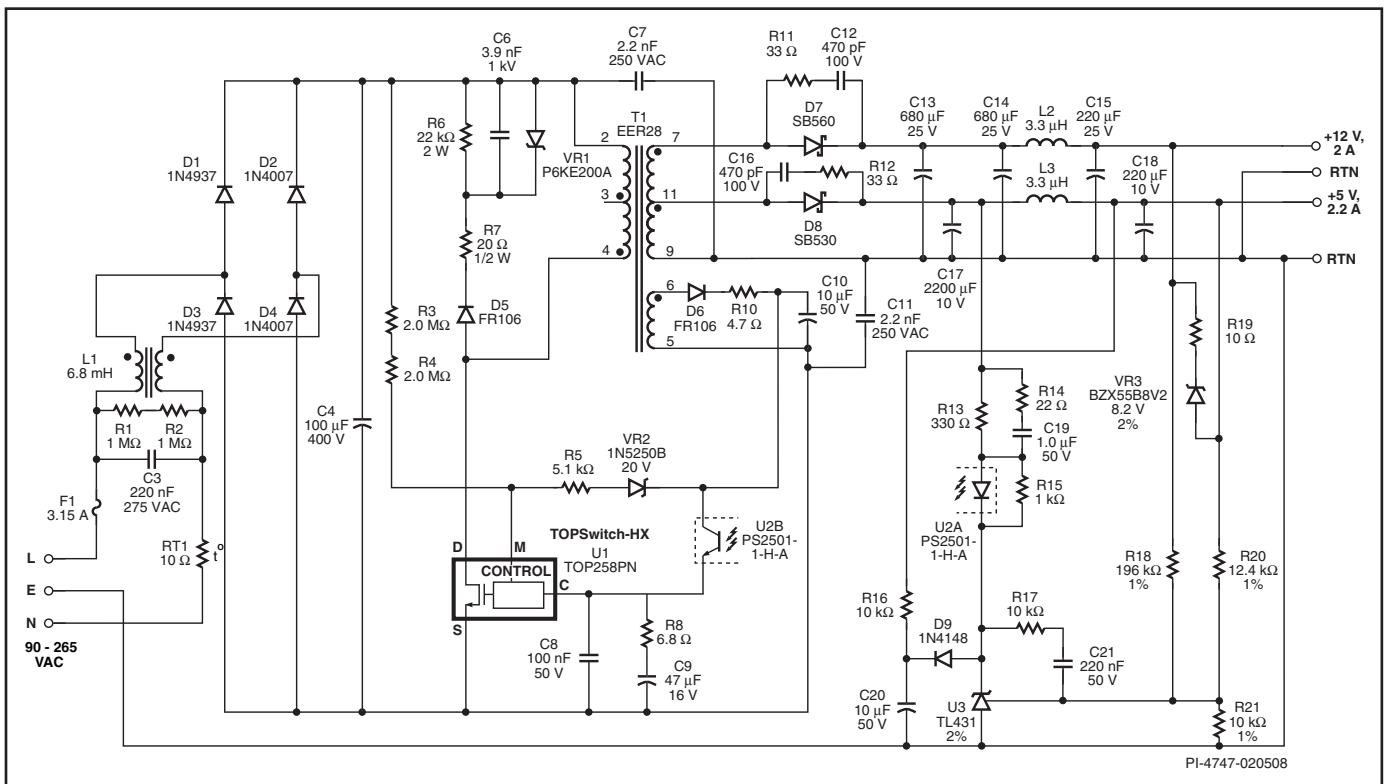 C6
3.9 nF
1 kV
C7
2.2 nF
250 VAC
R11
33 Ω
C12
470 pF
100 V
D7
SB560
C13
680 µF
25 V
C14
680 µF
25 V
L2
3.3 µH
C15
220 µF
25 V
+12 V,
2 A
RTN
+5 V,
2.2 A
RTN
R6
22 kΩ
2 W
VR1
P6KE200A
T1
EER28
2
3
4
7
11
9
6
5
C16
470 pF
100 V
R12
33 Ω
D8
SB530
L3
3.3 µH
C18
220 µF
10 V
D1
1N4937
D2
1N4007
D3
1N4937
D4
1N4007
R7
20 Ω
1/2 W
D5
FR106
D6
FR106
R10
4.7 Ω
C10
10 µF
50 V
C11
2.2 nF
250 VAC
C17
2200 µF
10 V
R3
2.0 MΩ
R4
2.0 MΩ
L1
6.8 mH
R1
1 MΩ
R2
1 MΩ
C3
220 nF
275 VAC
C4
100 µF
400 V
F1
3.15 A
RT1
10 Ω
t°
L
E
N
90 - 265
VAC
R5
5.1 kΩ
VR2
1N5250B
20 V
R13
330 Ω
R14
22 Ω
C19
1.0 µF
50 V
R15
1 kΩ
R19
10 Ω
VR3
BZX55B8V2
8.2 V
2%
TOPSwitch-HX
U1
TOP258PN
D
M
CONTROL
C
S
U2B
PS2501-
1-H-A
U2A
PS2501-
1-H-A
R8
6.8 Ω
C8
100 nF
50 V
C9
47 µF
16 V
R16
10 kΩ
D9
1N4148
R17
10 kΩ
C21
220 nF
50 V
C20
10 µF
50 V
U3
TL431
2%
R18
196 kΩ
1%
R20
12.4 kΩ
1%
R21
10 kΩ
1%
PI-4747-020508